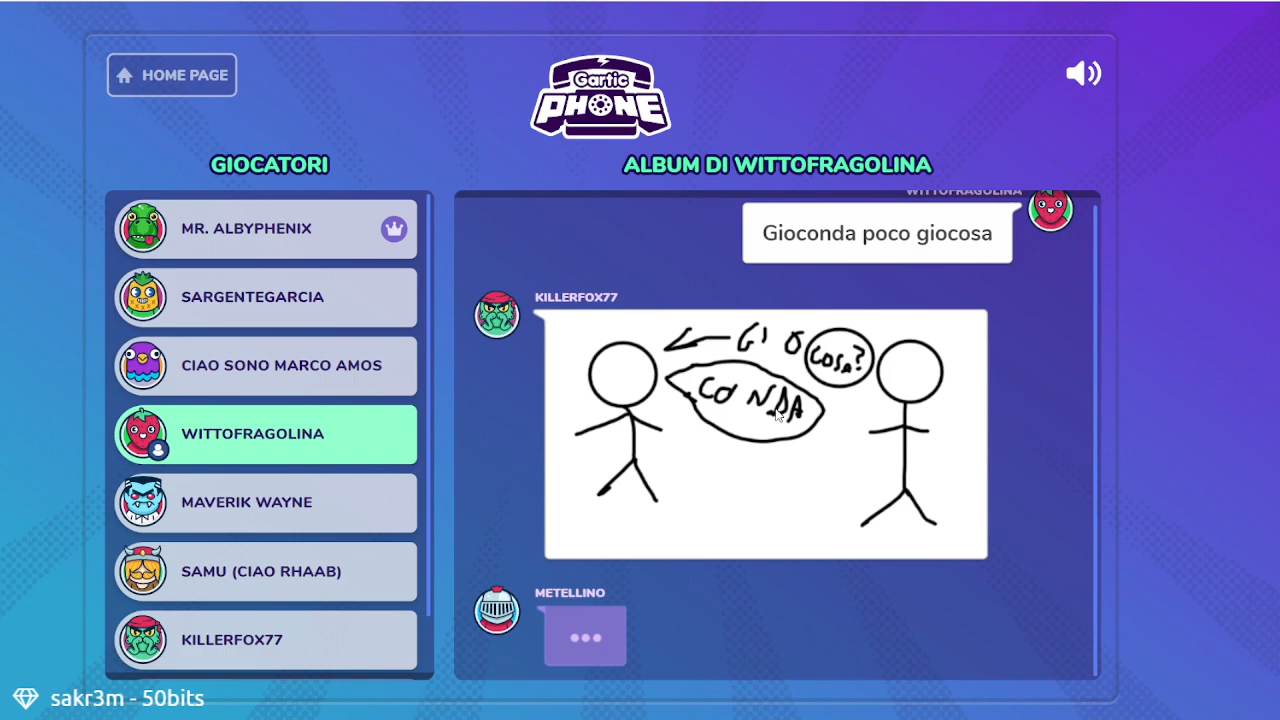 HOME PAGE
Gartic
PHONE
GIOCATORI
ALBUM DI WITTOFRAGOLINA
MR. ALBYPHENIX
SARGENTEGARCIA
CIAO SONO MARCO AMOS
WITTOFRAGOLINA
MAVERIK WAYNE
SAMU (CIAO RHAAB)
KILLERFOX77
WITTOFRAGOLINA
Gioconda poco giocosa
KILLERFOX77
GI O COSA?
CONDA
METELLINO
sakr3m - 50bits